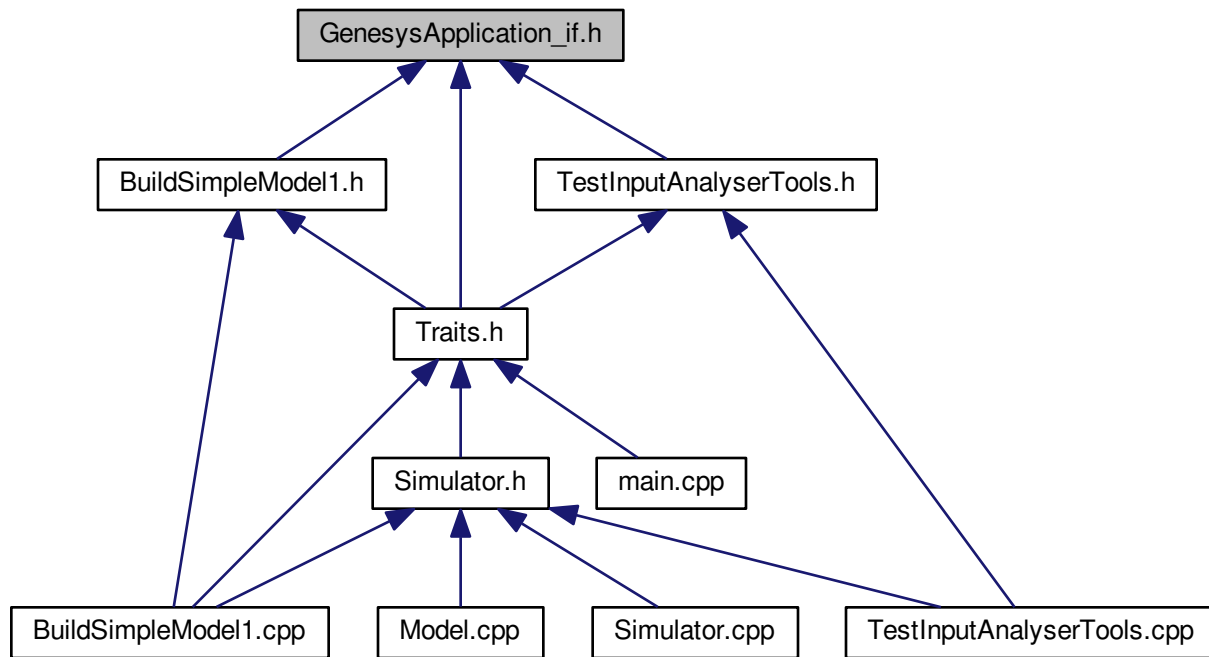 GenesysApplication_if.h
BuildSimpleModel1.h
TestInputAnalyserTools.h
Traits.h
Simulator.h
main.cpp
BuildSimpleModel1.cpp
Model.cpp
Simulator.cpp
TestInputAnalyserTools.cpp